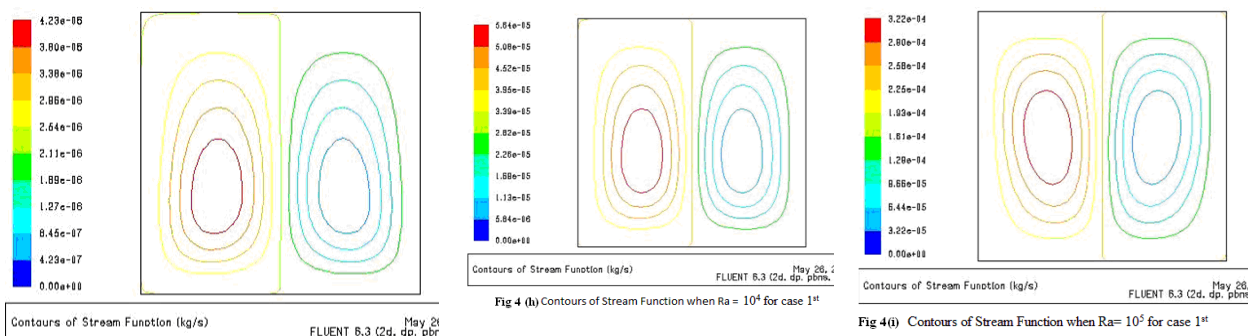 4.23e-06
3.80e-06
3.38e-06
2.96e-06
2.54e-06
2.11e-06
1.69e-06
1.27e-06
8.45e-07
4.23e-07
0.00e+00
Contours of Stream Function (kg/s)
May 26
FLUENT 6.3 (2d, dp, pbns
5.64e-05
5.08e-05
4.52e-05
3.95e-05
3.39e-05
2.82e-05
2.26e-05
1.69e-05
1.13e-05
5.64e-06
0.00e+00
Contours of Stream Function (kg/s)
May 26, 2
FLUENT 6.3 (2d, dp, pbns,
Fig 4 (h) Contours of Stream Function when Ra = 10⁴ for case 1ˢᵗ
3.22e-04
2.90e-04
2.58e-04
2.25e-04
1.93e-04
1.61e-04
1.29e-04
9.66e-05
6.44e-05
3.22e-05
0.00e+00
Contours of Stream Function (kg/s)
May 26,
FLUENT 6.3 (2d, dp, pbns
Fig 4(i) Contours of Stream Function when Ra= 10⁵ for case 1ˢᵗ